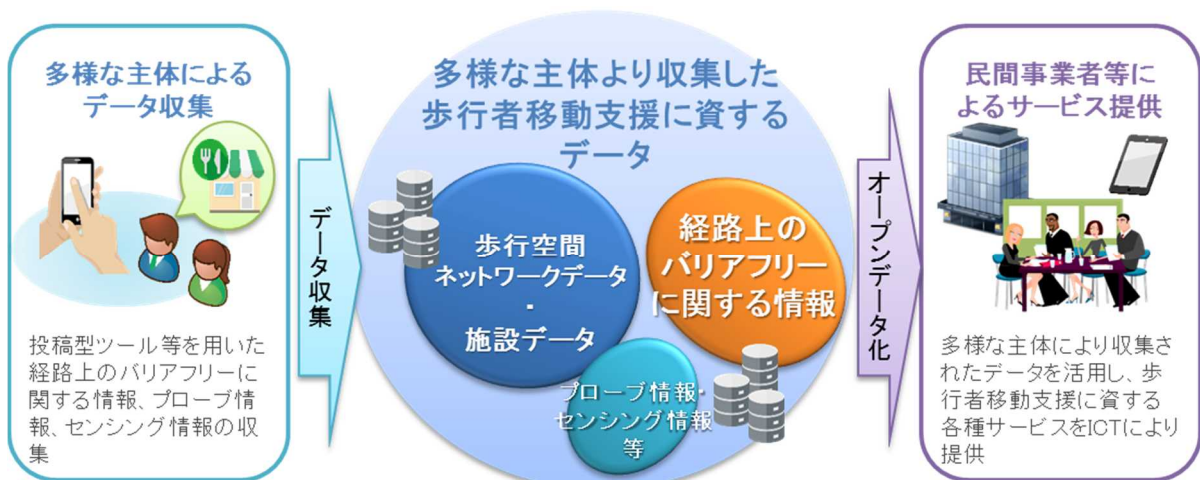 多様な主体による
データ収集
投稿型ツール等を用いた
経路上のバリアフリーに
関する情報、プローブ情
報、センシング情報の収
集
データ収集
多様な主体より収集した
歩行者移動支援に資する
データ
歩行空間
ネットワークデータ
・
施設データ
経路上の
バリアフリー
に関する情報
プローブ情報・
センシング情報
等
オープンデータ化
民間事業者等に
よるサービス提供
多様な主体により収集さ
れたデータを活用し、歩
行者移動支援に資する
各種サービスをICTにより
提供